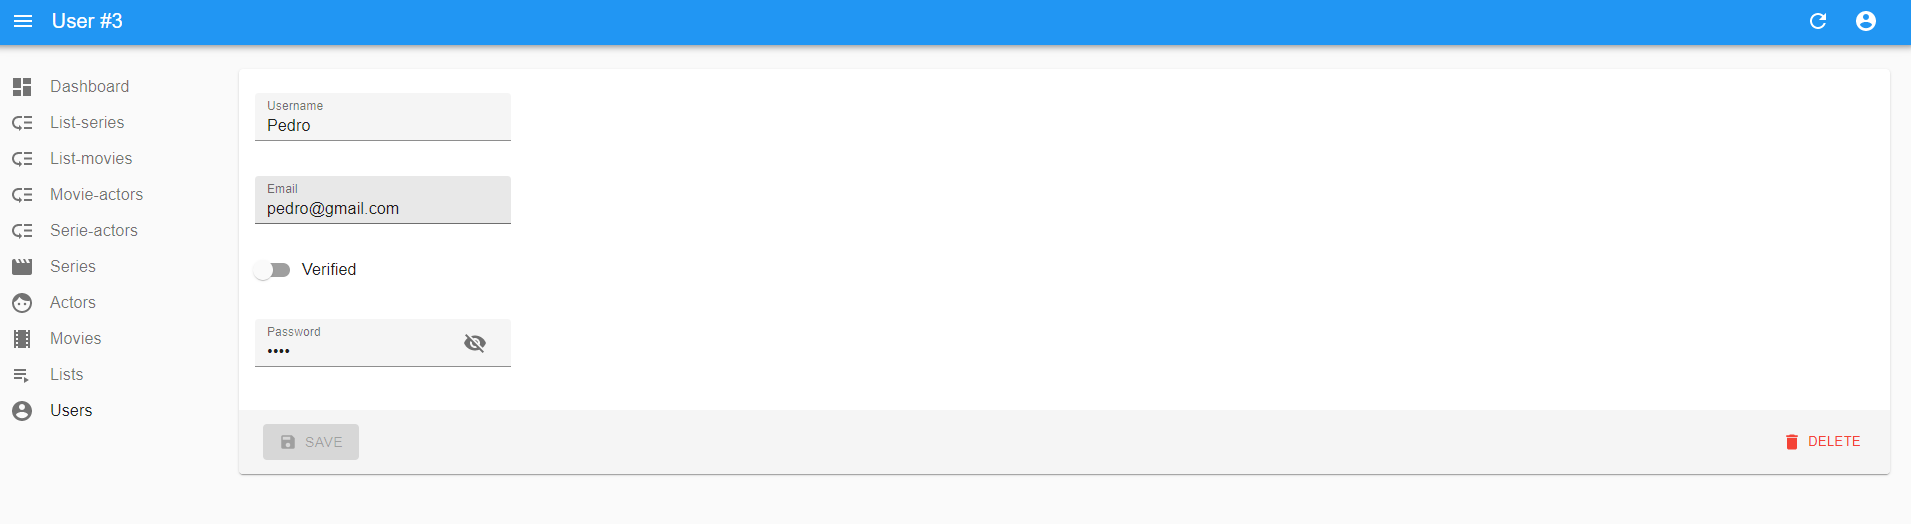 User #3
Dashboard
List-series
List-movies
Movie-actors
Serie-actors
Series
Actors
Movies
Lists
Users
Username
Pedro
Email
pedro@gmail.com
Verified
Password
••••
SAVE
DELETE